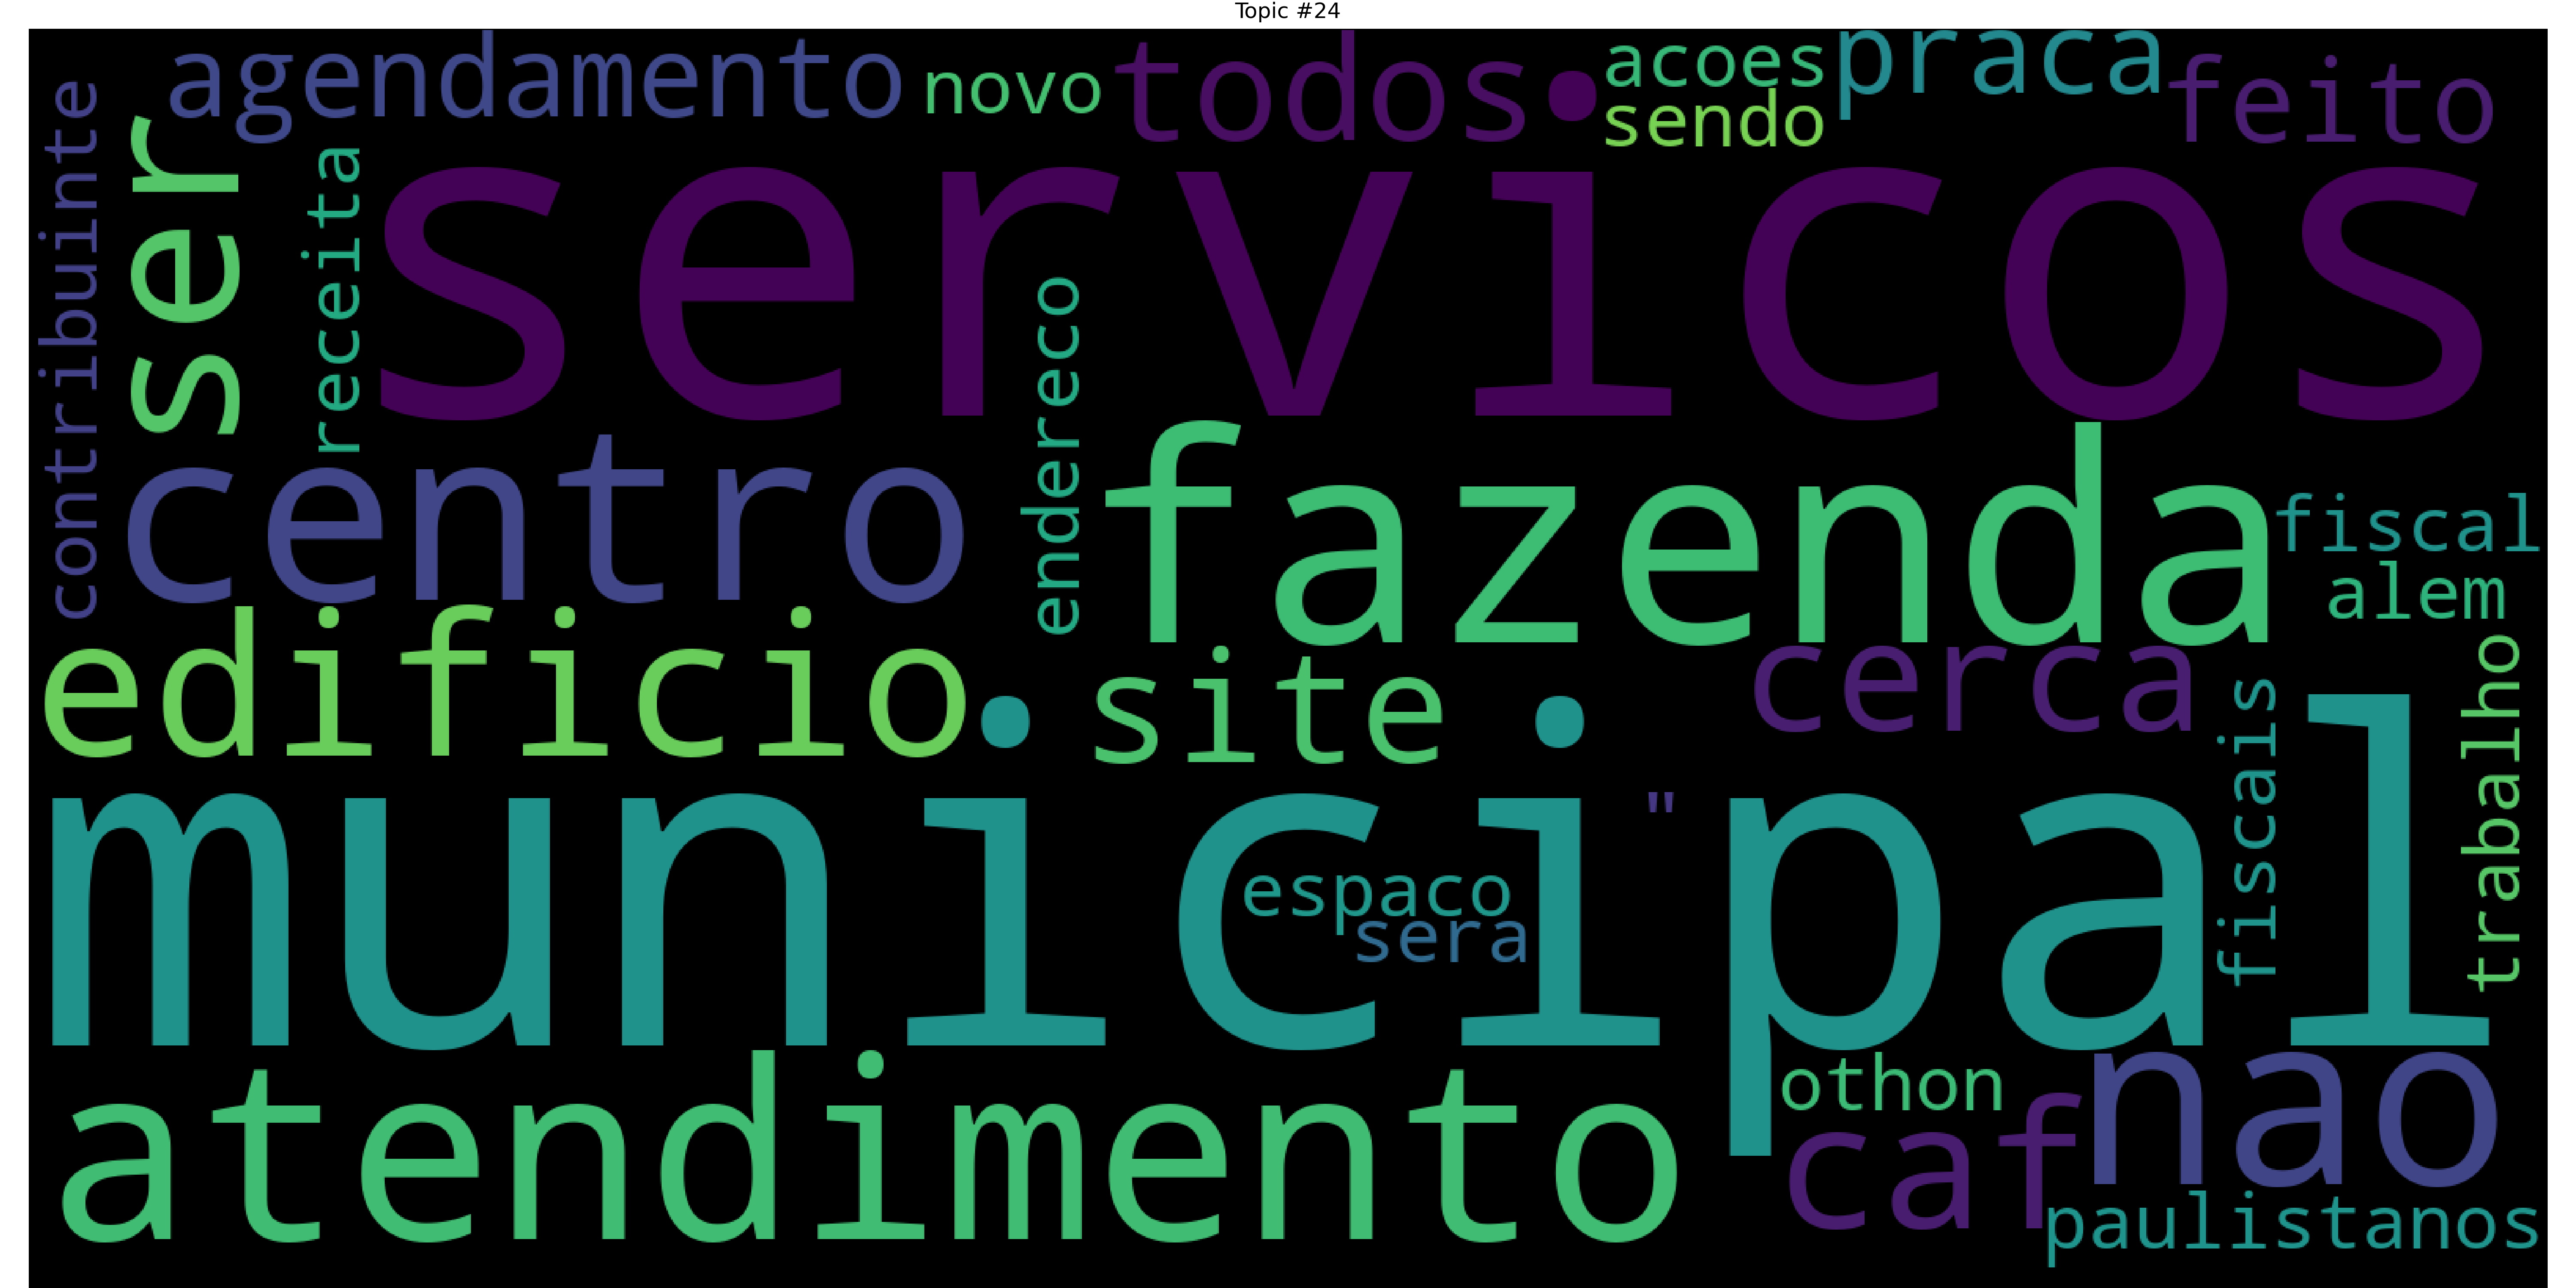 Topic #24
agendamento
novo
todos
acoes
praca
feito
sendo
contribuinte
ser
receita
servicos
endereco
centro
fazenda
fiscal
alem
edificio
site
cerca
trabalho
fiscais
municipal
"
espaco
sera
atendimento
othon
caf
nao
paulistanos